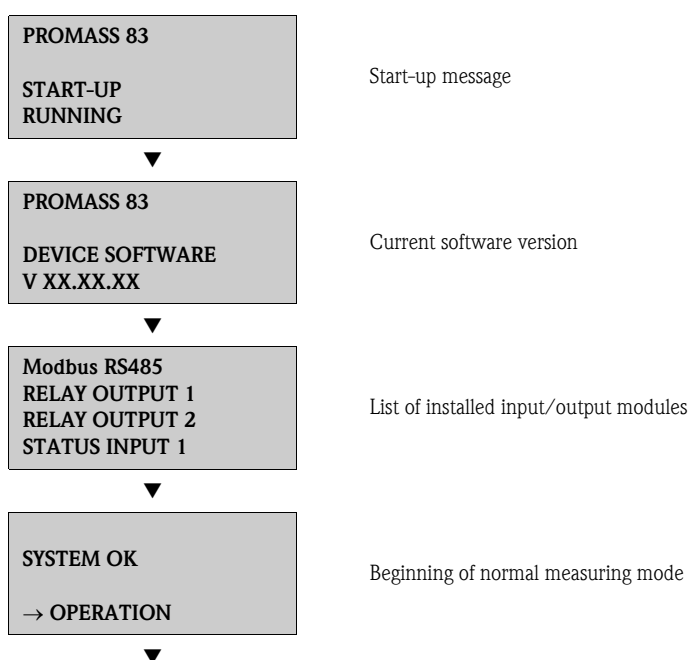 PROMASS 83
START-UP
RUNNING
Start-up message
▼
PROMASS 83
DEVICE SOFTWARE
V XX.XX.XX
Current software version
▼
Modbus RS485
RELAY OUTPUT 1
RELAY OUTPUT 2
STATUS INPUT 1
List of installed input/output modules
▼
SYSTEM OK
→ OPERATION
Beginning of normal measuring mode
▼